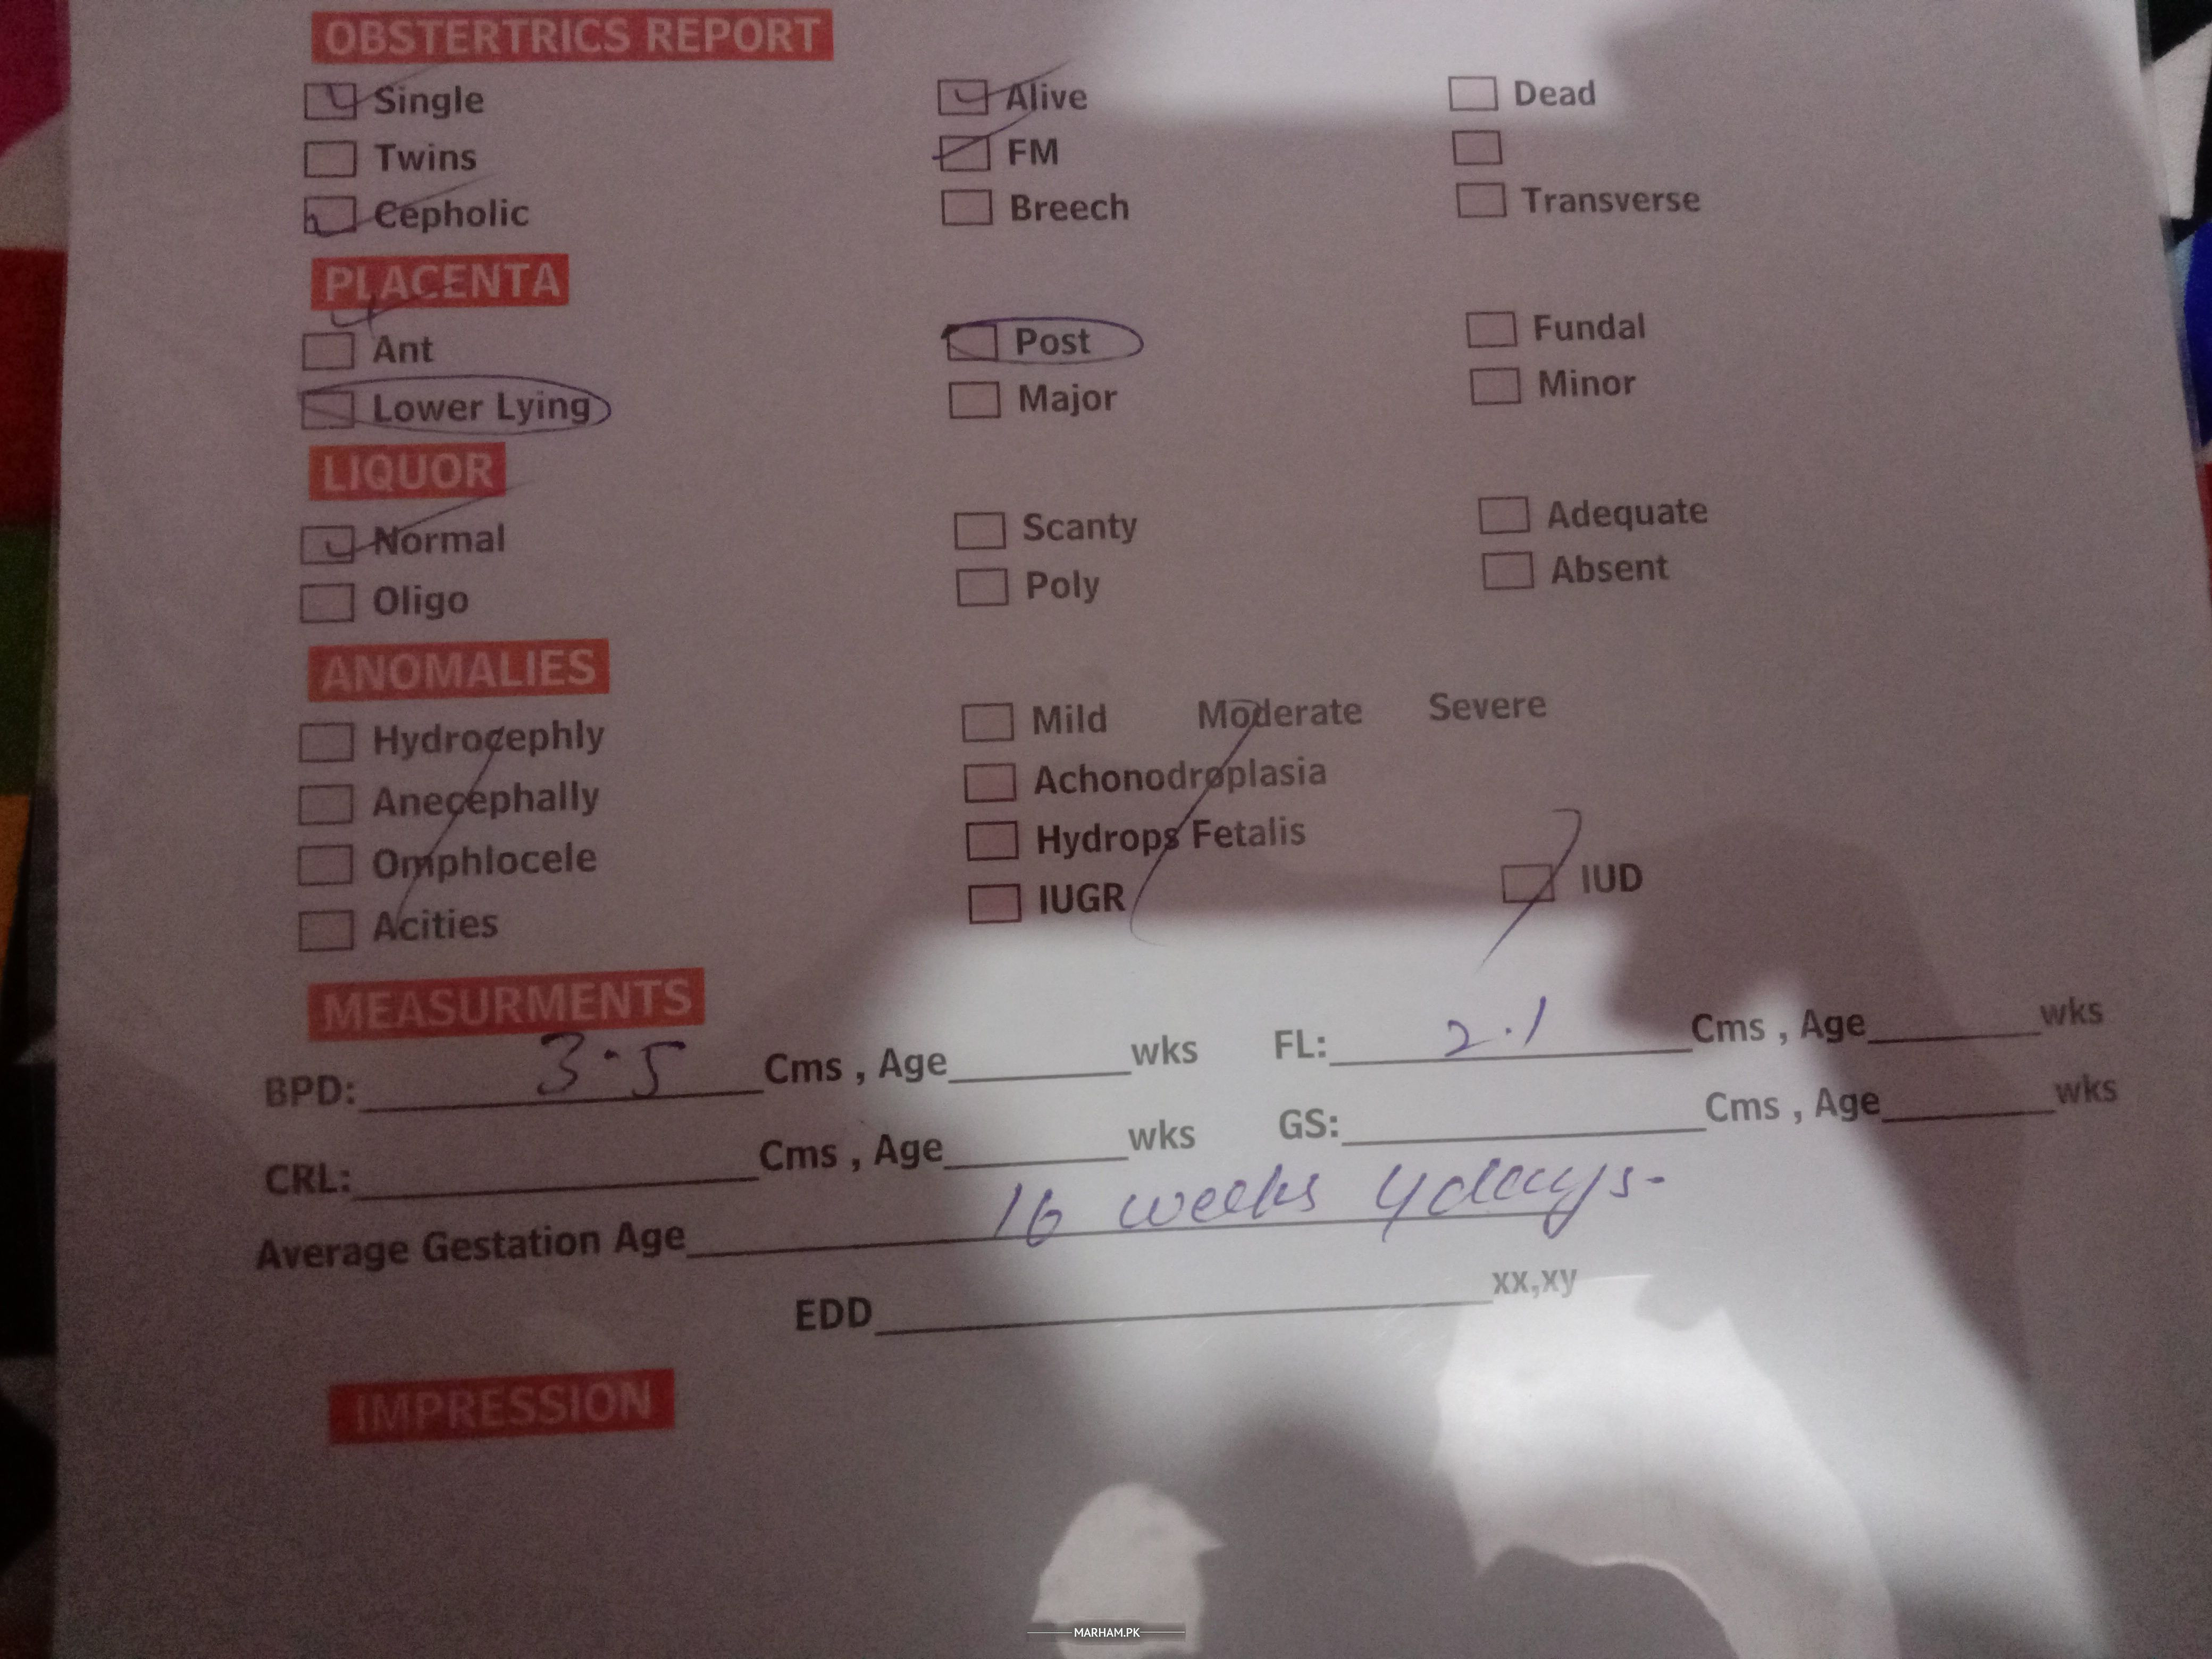 OBSTERTRICS REPORT
Single Alive Dead
Twins FM
Cepholic Breech Transverse
PLACENTA
Ant Post Fundal
Lower Lying Major Minor
LIQUOR
Normal Scanty Adequate
Oligo Poly Absent
ANOMALIES
Hydrocephly Mild Moderate Severe
Anecephally Achonodroplasia
Omphlocele Hydrops Fetalis
Acities IUGR IUD
MEASURMENTS
BPD: 3.5 Cms , Age wks FL: 2.1 Cms , Age wks
CRL: Cms , Age wks GS: Cms , Age wks
Average Gestation Age 16 weeks 4days.
EDD xx,xy
IMPRESSION
MARHAM.PK